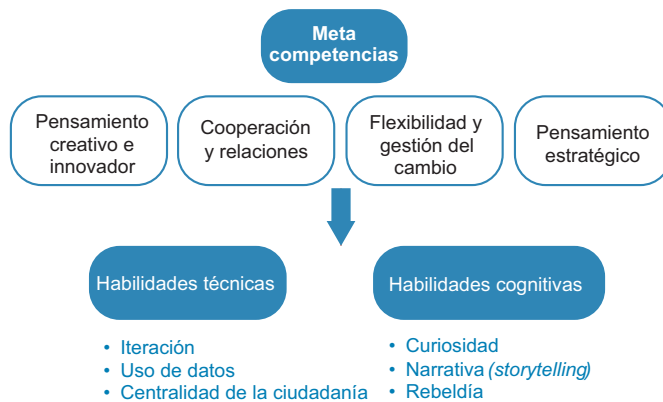 Meta
competencias
Pensamiento
creativo e
innovador
Cooperación
y relaciones
Flexibilidad y
gestión del
cambio
Pensamiento
estratégico
Habilidades técnicas
Habilidades cognitivas
• Iteración
• Uso de datos
• Centralidad de la ciudadanía
• Curiosidad
• Narrativa (storytelling)
• Rebeldía